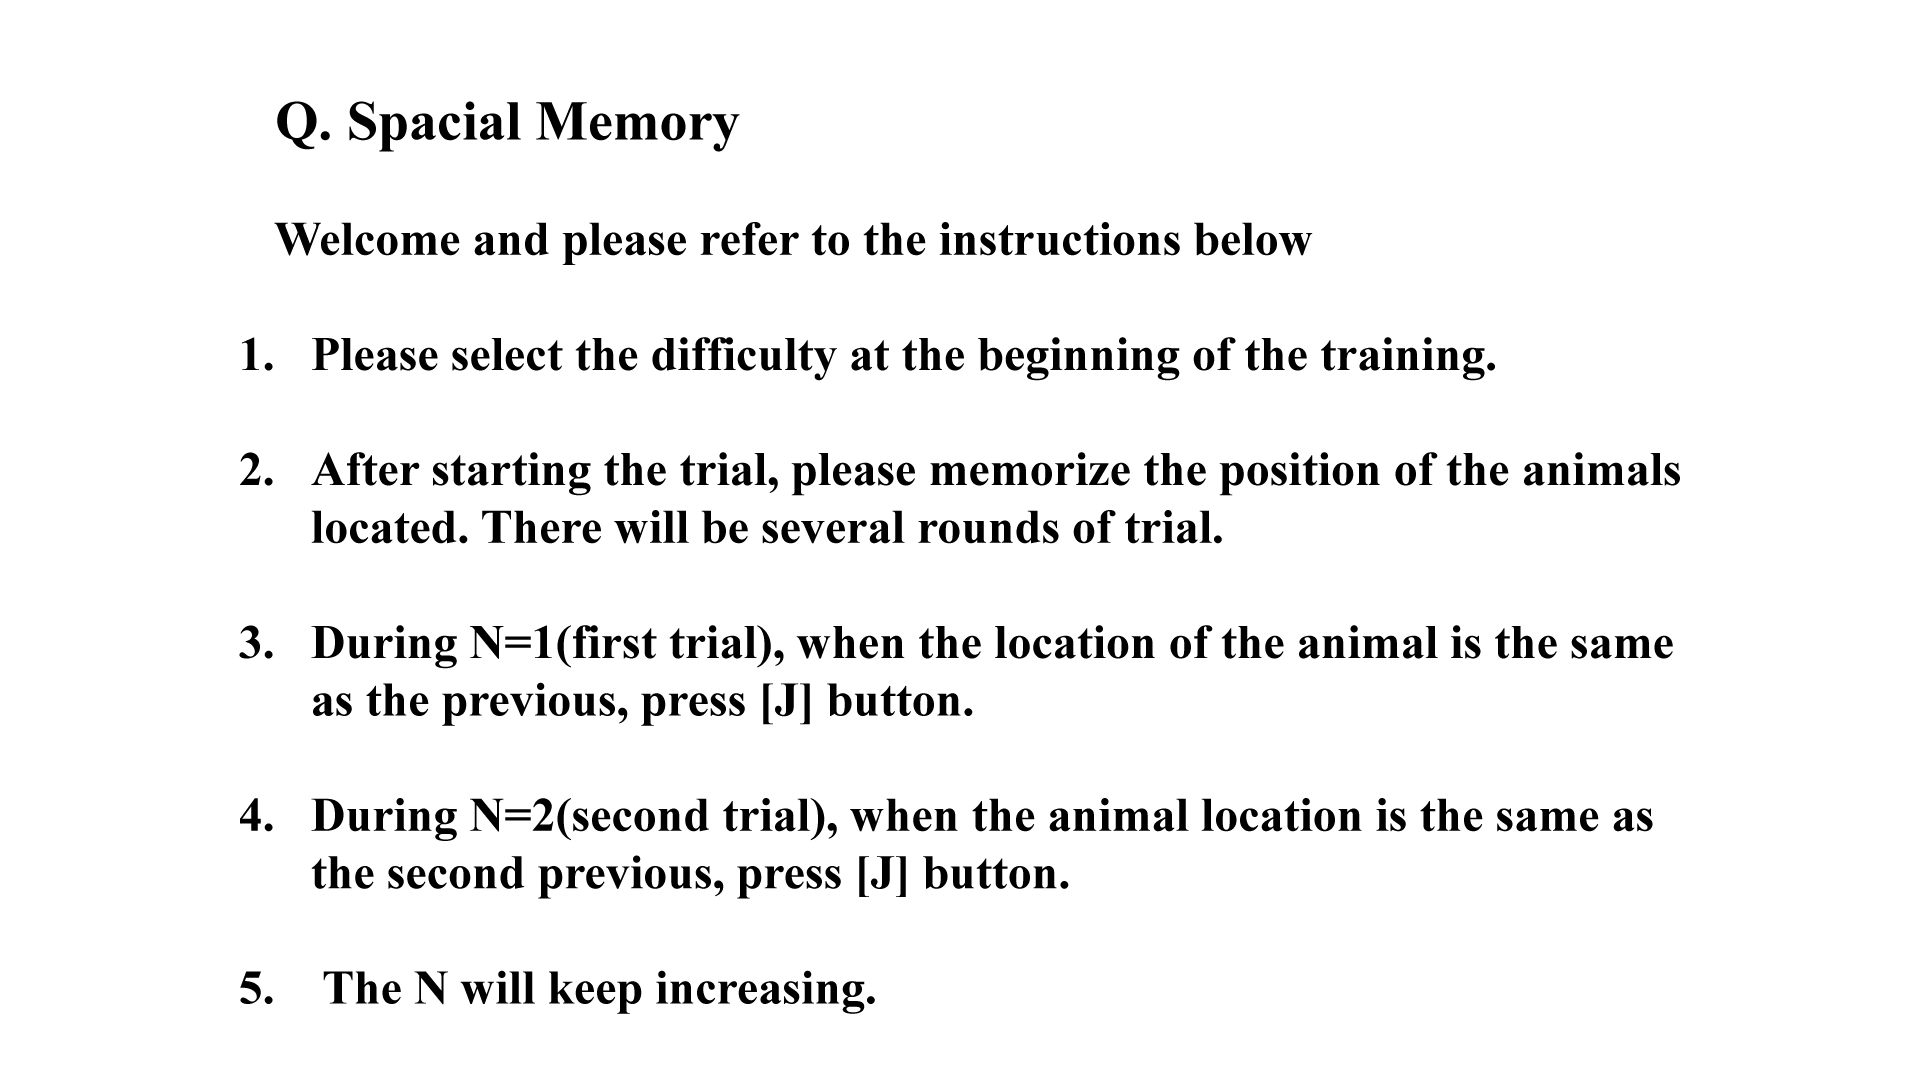 Q. Spacial Memory
Welcome and please refer to the instructions below
1. Please select the difficulty at the beginning of the training.
2. After starting the trial, please memorize the position of the animals
located. There will be several rounds of trial.
3. During N=1(first trial), when the location of the animal is the same
as the previous, press [J] button.
4. During N=2(second trial), when the animal location is the same as
the second previous, press [J] button.
5. The N will keep increasing.